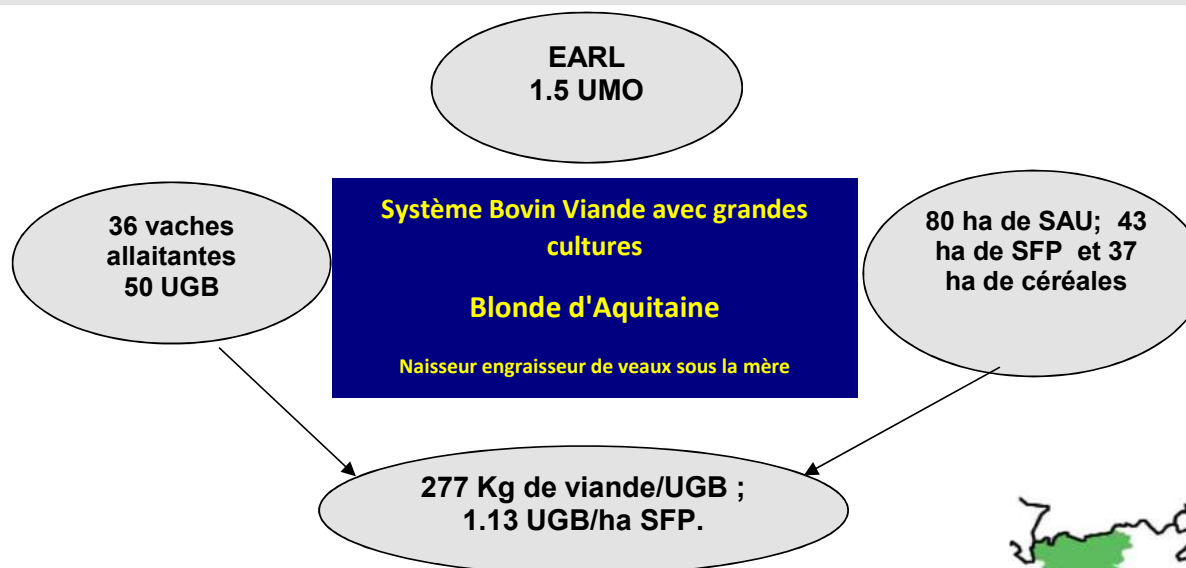 EARL
1.5 UMO
36 vaches
allaitantes
50 UGB
Système Bovin Viande avec grandes
cultures
Blonde d'Aquitaine
Naisseur engraisseur de veaux sous la mère
80 ha de SAU; 43
ha de SFP et 37
ha de céréales
277 Kg de viande/UGB ;
1.13 UGB/ha SFP.